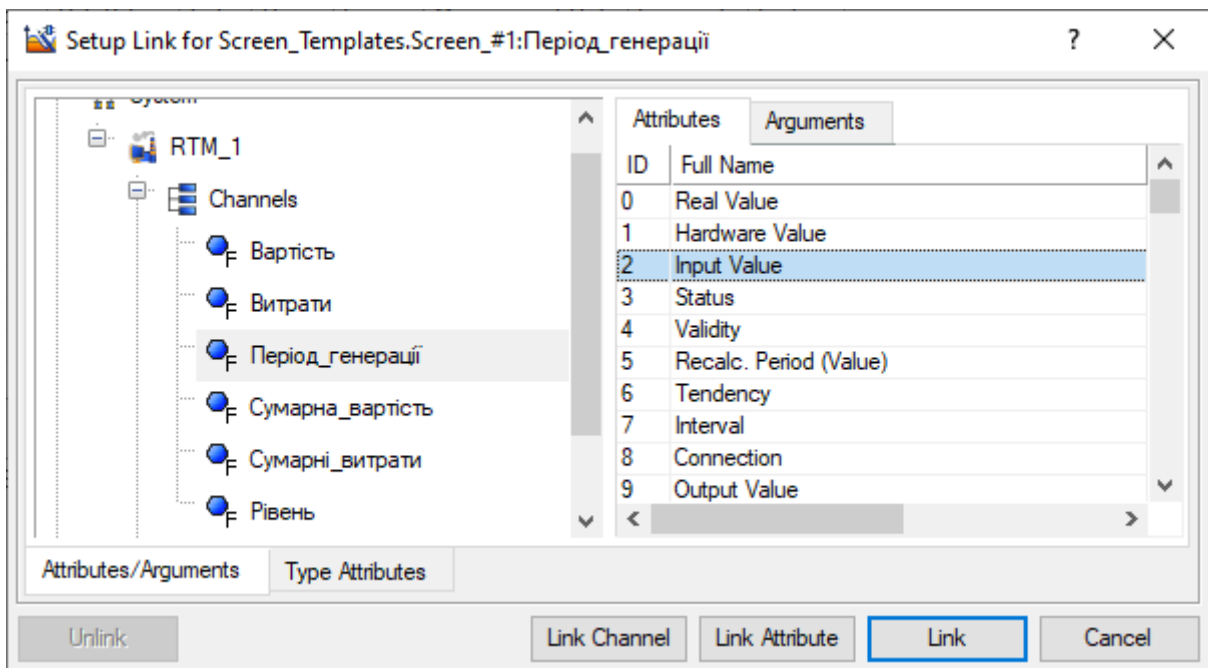 Setup Link for Screen_Templates.Screen_#1:Період_генерації ? ×
System
RTM_1
Channels
Вартість
Витрати
Період_генерації
Сумарна_вартість
Сумарні_витрати
Рівень
Attributes Arguments
ID Full Name
0 Real Value
1 Hardware Value
2 Input Value
3 Status
4 Validity
5 Recalc. Period (Value)
6 Tendency
7 Interval
8 Connection
9 Output Value
Attributes/Arguments Type Attributes
Unlink Link Channel Link Attribute Link Cancel